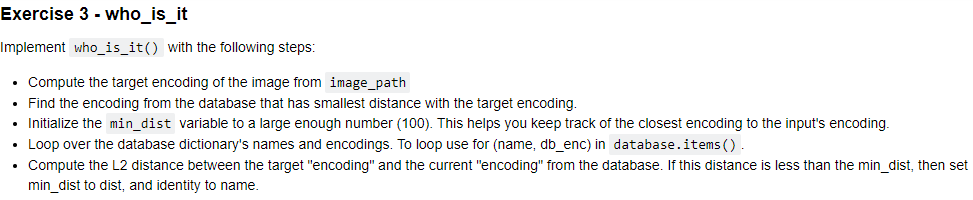 Exercise 3 - who_is_it
Implement who_is_it() with the following steps:
• Compute the target encoding of the image from image_path
• Find the encoding from the database that has smallest distance with the target encoding.
• Initialize the min_dist variable to a large enough number (100). This helps you keep track of the closest encoding to the input's encoding.
• Loop over the database dictionary's names and encodings. To loop use for (name, db_enc) in database.items().
• Compute the L2 distance between the target "encoding" and the current "encoding" from the database. If this distance is less than the min_dist, then set
min_dist to dist, and identity to name.